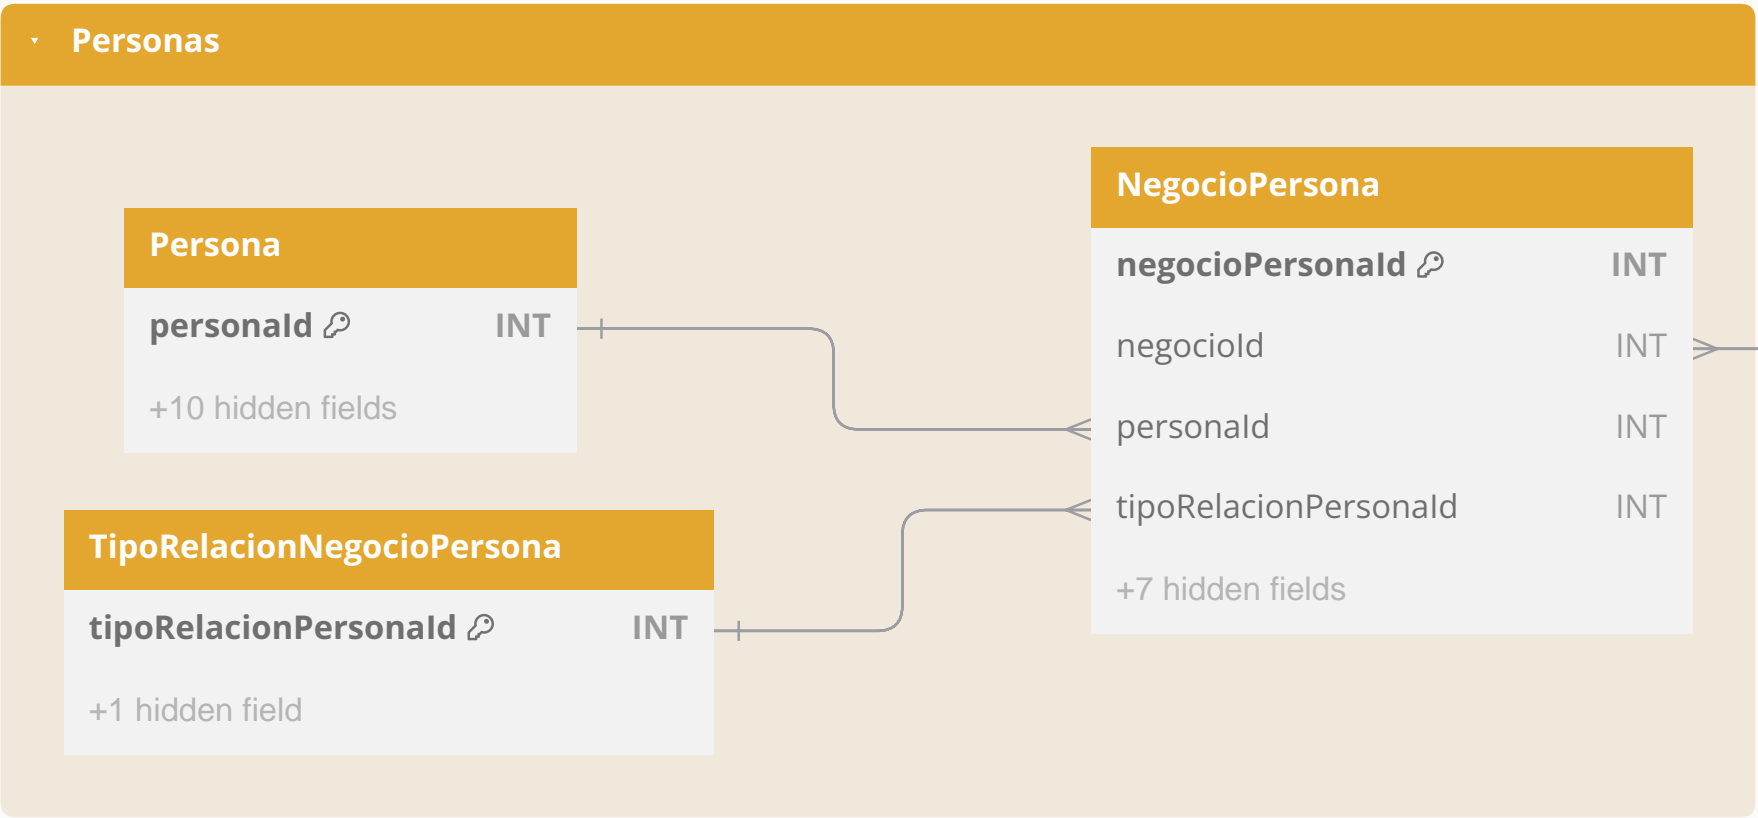 Personas
Persona
personaId INT
+10 hidden fields
TipoRelacionNegocioPersona
tipoRelacionPersonaId INT
+1 hidden field
NegocioPersona
negocioPersonaId INT
negocioId INT
personaId INT
tipoRelacionPersonaId INT
+7 hidden fields